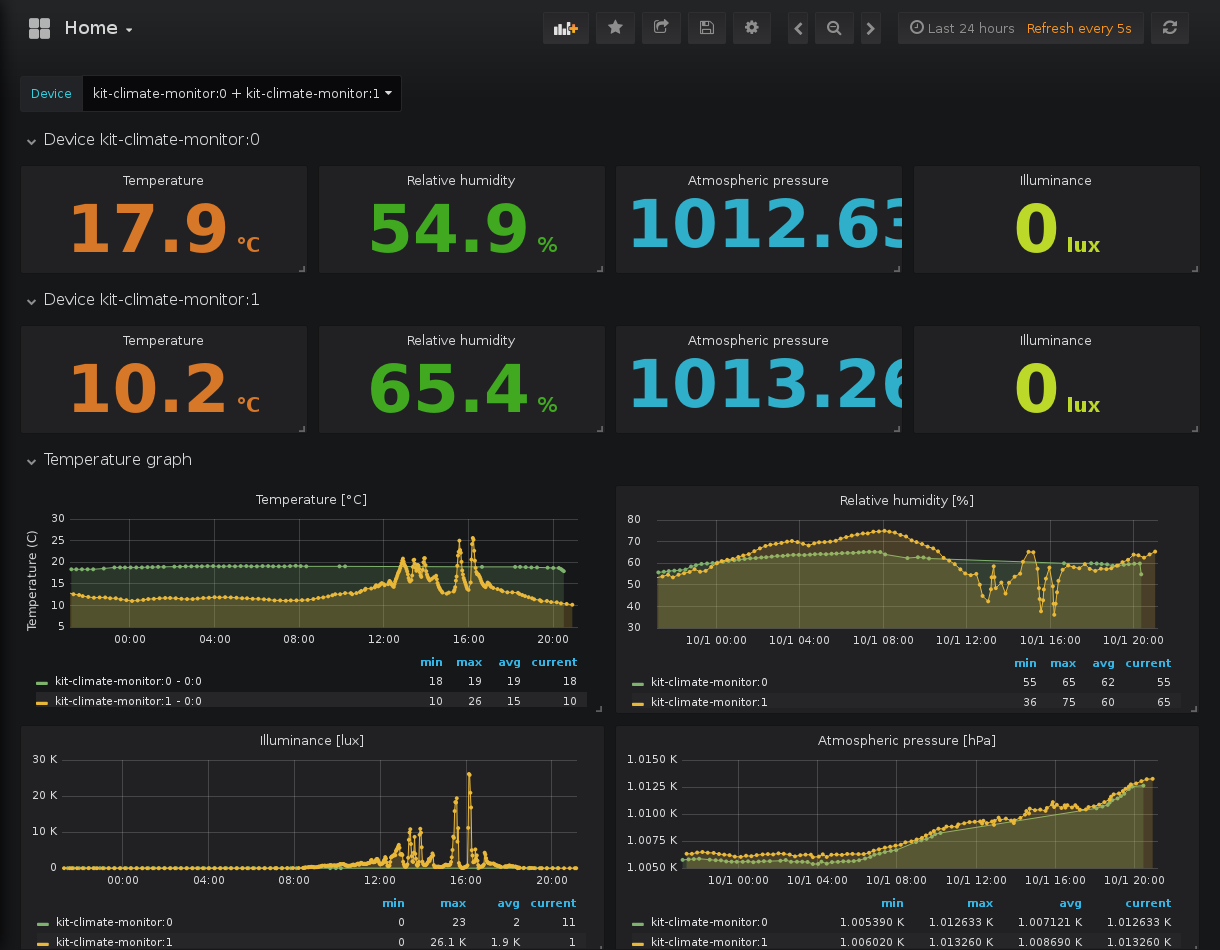 Home
Last 24 hours Refresh every 5s
Device kit-climate-monitor:0 + kit-climate-monitor:1
Device kit-climate-monitor:0
Temperature Relative humidity Atmospheric pressure Illuminance
17.9 °C 54.9 % 1012.63 0 lux
Device kit-climate-monitor:1
Temperature Relative humidity Atmospheric pressure Illuminance
10.2 °C 65.4 % 1013.26 0 lux
Temperature graph
Temperature [°C]
Temperature (C)
30
25
20
15
10
5
00:00 04:00 08:00 12:00 16:00 20:00
min max avg current
kit-climate-monitor:0 - 0:0 18 19 19 18
kit-climate-monitor:1 - 0:0 10 26 15 10
Relative humidity [%]
80
70
60
50
40
30
10/1 00:00 10/1 04:00 10/1 08:00 10/1 12:00 10/1 16:00 10/1 20:00
min max avg current
kit-climate-monitor:0 55 65 62 55
kit-climate-monitor:1 36 75 60 65
Illuminance [lux]
30 K
20 K
10 K
0
00:00 04:00 08:00 12:00 16:00 20:00
min max avg current
kit-climate-monitor:0 0 23 2 11
kit-climate-monitor:1 0 26.1 K 1.9 K 1
Atmospheric pressure [hPa]
1.0150 K
1.0125 K
1.0100 K
1.0075 K
1.0050 K
10/1 00:00 10/1 04:00 10/1 08:00 10/1 12:00 10/1 16:00 10/1 20:00
min max avg current
kit-climate-monitor:0 1.005390 K 1.012633 K 1.007121 K 1.012633 K
kit-climate-monitor:1 1.006020 K 1.013260 K 1.008690 K 1.013260 K